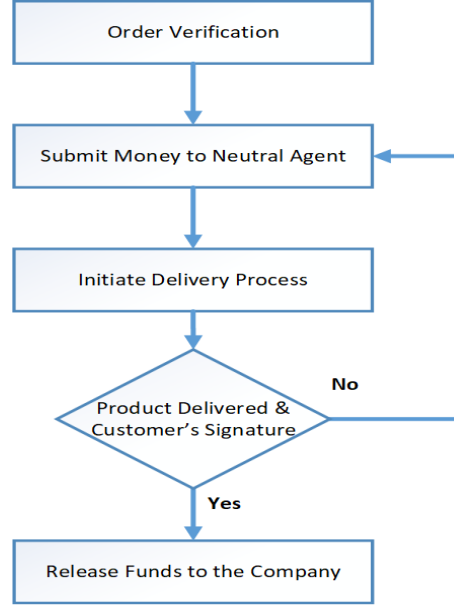 Order Verification
Submit Money to Neutral Agent
Initiate Delivery Process
No
Product Delivered &
Customer's Signature
Yes
Release Funds to the Company